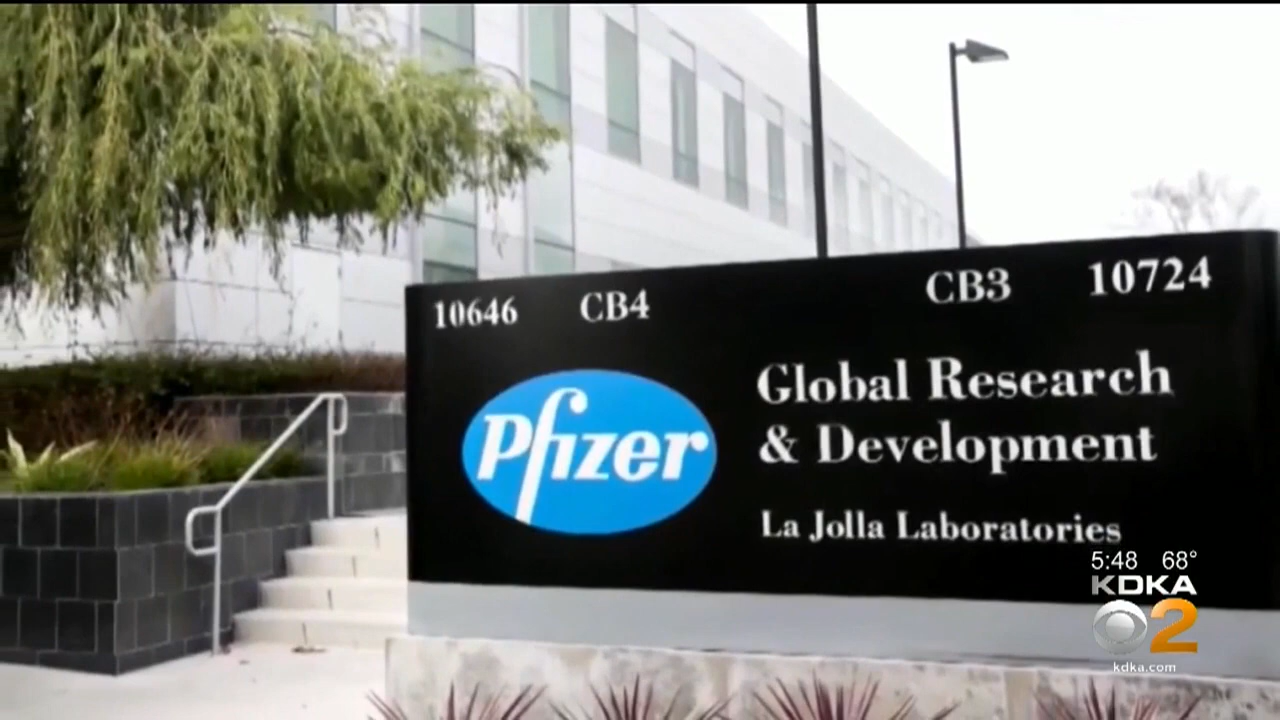 10646 CB4 CB3 10724
Pfizer
Global Research
& Development
La Jolla Laboratories
5:48 68°
KDKA
2
kdka.com